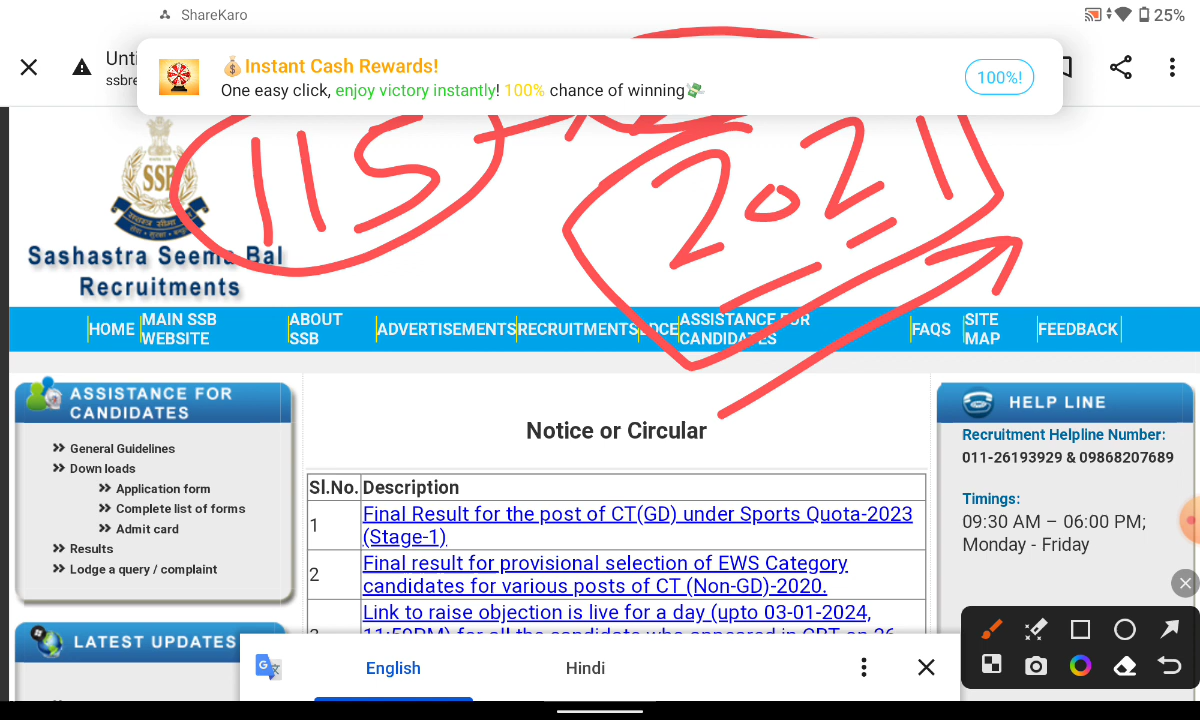 ShareKaro
25%
Unti
ssbre
💰Instant Cash Rewards!
One easy click, enjoy victory instantly! 100% chance of winning💸
100%!
115
2021
SSB
Sashastra Seema Bal
Recruitments
HOME
MAIN SSB WEBSITE
ABOUT SSB
ADVERTISEMENTS
RECRUITMENTS
LDCE
ASSISTANCE FOR CANDIDATES
FAQS
SITE MAP
FEEDBACK
ASSISTANCE FOR
CANDIDATES
General Guidelines
Down loads
Application form
Complete list of forms
Admit card
Results
Lodge a query / complaint
LATEST UPDATES
Notice or Circular
Sl.No. Description
1 Final Result for the post of CT(GD) under Sports Quota-2023
(Stage-1)
2 Final result for provisional selection of EWS Category
candidates for various posts of CT (Non-GD)-2020.
Link to raise objection is live for a day (upto 03-01-2024,
HELP LINE
Recruitment Helpline Number:
011-26193929 & 09868207689
Timings:
09:30 AM – 06:00 PM;
Monday - Friday
English
Hindi